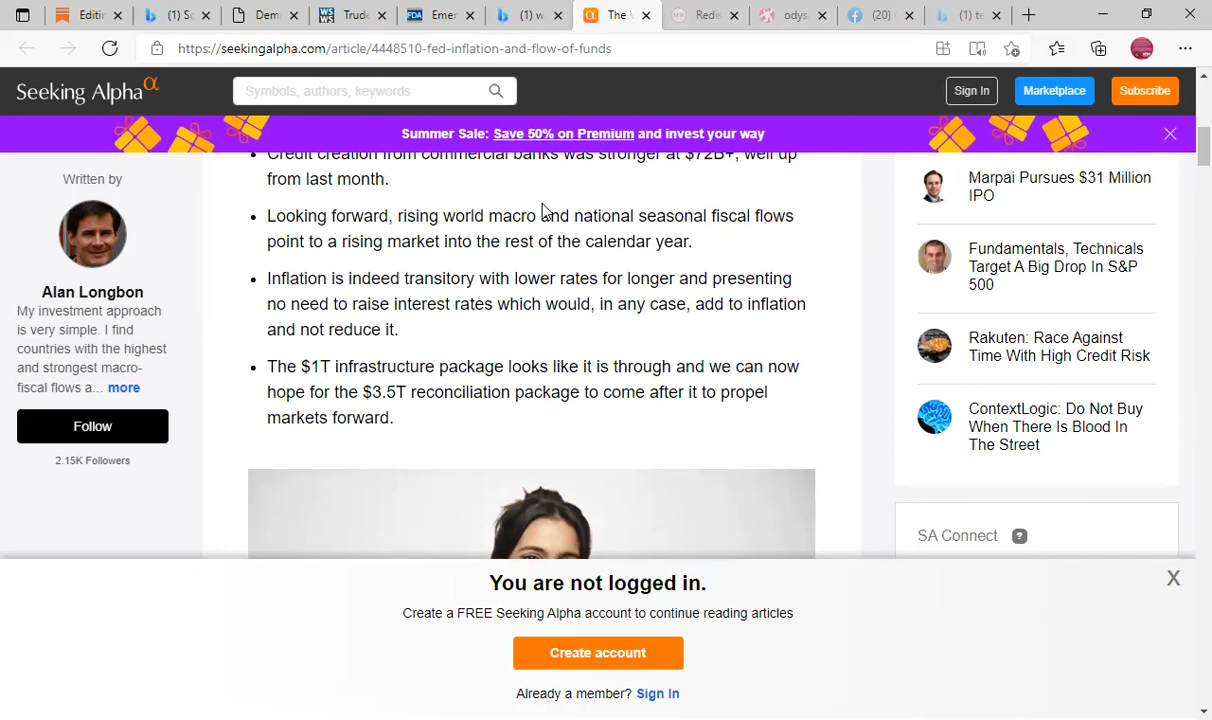 Editin
(1) Sc
Dem
WS
WS
Trude
FDA
Emer
(1) w
α
The \
Redis
odys
(20)
(1) te
https://seekingalpha.com/article/4448510-fed-inflation-and-flow-of-funds
Seeking Alpha α
Symbols, authors, keywords
Sign In
Marketplace
Subscribe
Summer Sale: Save 50% on Premium and invest your way
Written by
Alan Longbon
My investment approach
is very simple. I find
countries with the highest
and strongest macro-
fiscal flows a... more
Follow
2.15K Followers
• Credit creation from commercial banks was stronger at $72B+, well up
from last month.
• Looking forward, rising world macro and national seasonal fiscal flows
point to a rising market into the rest of the calendar year.
• Inflation is indeed transitory with lower rates for longer and presenting
no need to raise interest rates which would, in any case, add to inflation
and not reduce it.
• The $1T infrastructure package looks like it is through and we can now
hope for the $3.5T reconciliation package to come after it to propel
markets forward.
Marpai Pursues $31 Million
IPO
Fundamentals, Technicals
Target A Big Drop In S&P
500
Rakuten: Race Against
Time With High Credit Risk
ContextLogic: Do Not Buy
When There Is Blood In
The Street
SA Connect ?
You are not logged in.
X
Create a FREE Seeking Alpha account to continue reading articles
Create account
Already a member? Sign In